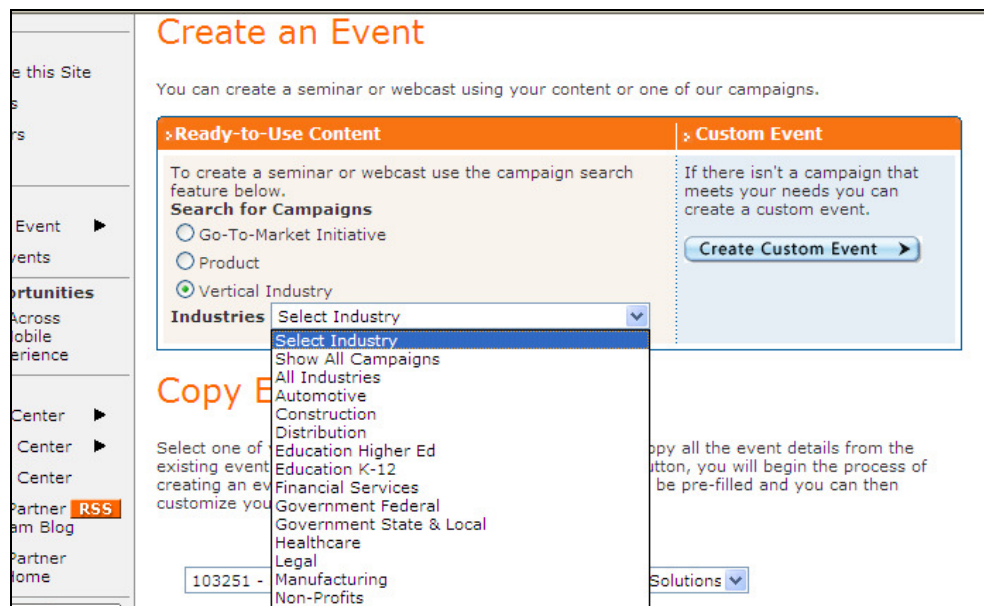 Create an Event
e this Site
You can create a seminar or webcast using your content or one of our campaigns.
s
rs
Ready-to-Use Content
Custom Event
To create a seminar or webcast use the campaign search
feature below.
Search for Campaigns
Go-To-Market Initiative
Product
Vertical Industry
Industries Select Industry
If there isn't a campaign that
meets your needs you can
create a custom event.
Create Custom Event
Event
vents
ortunities
Across
Mobile
erience
Select Industry
Show All Campaigns
All Industries
Automotive
Construction
Distribution
Education Higher Ed
Education K-12
Financial Services
Government Federal
Government State & Local
Healthcare
Legal
Manufacturing
Non-Profits
Copy E
Center
Center
Center
Partner RSS
am Blog
Partner
Home
Select one of
opy all the event details from the
existing event
utton, you will begin the process of
creating an ev
be pre-filled and you can then
customize you
103251 -
Solutions